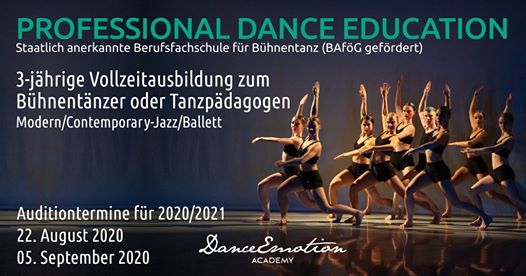 PROFESSIONAL DANCE EDUCATION
Staatlich anerkannte Berufsfachschule für Bühnentanz (BAföG gefördert)
3-jährige Vollzeitausbildung zum
Bühnentänzer oder Tanzpädagogen
Modern/Contemporary-Jazz/Ballett
Auditiontermine für 2020/2021
22. August 2020
05. September 2020
DanceEmotion
ACADEMY